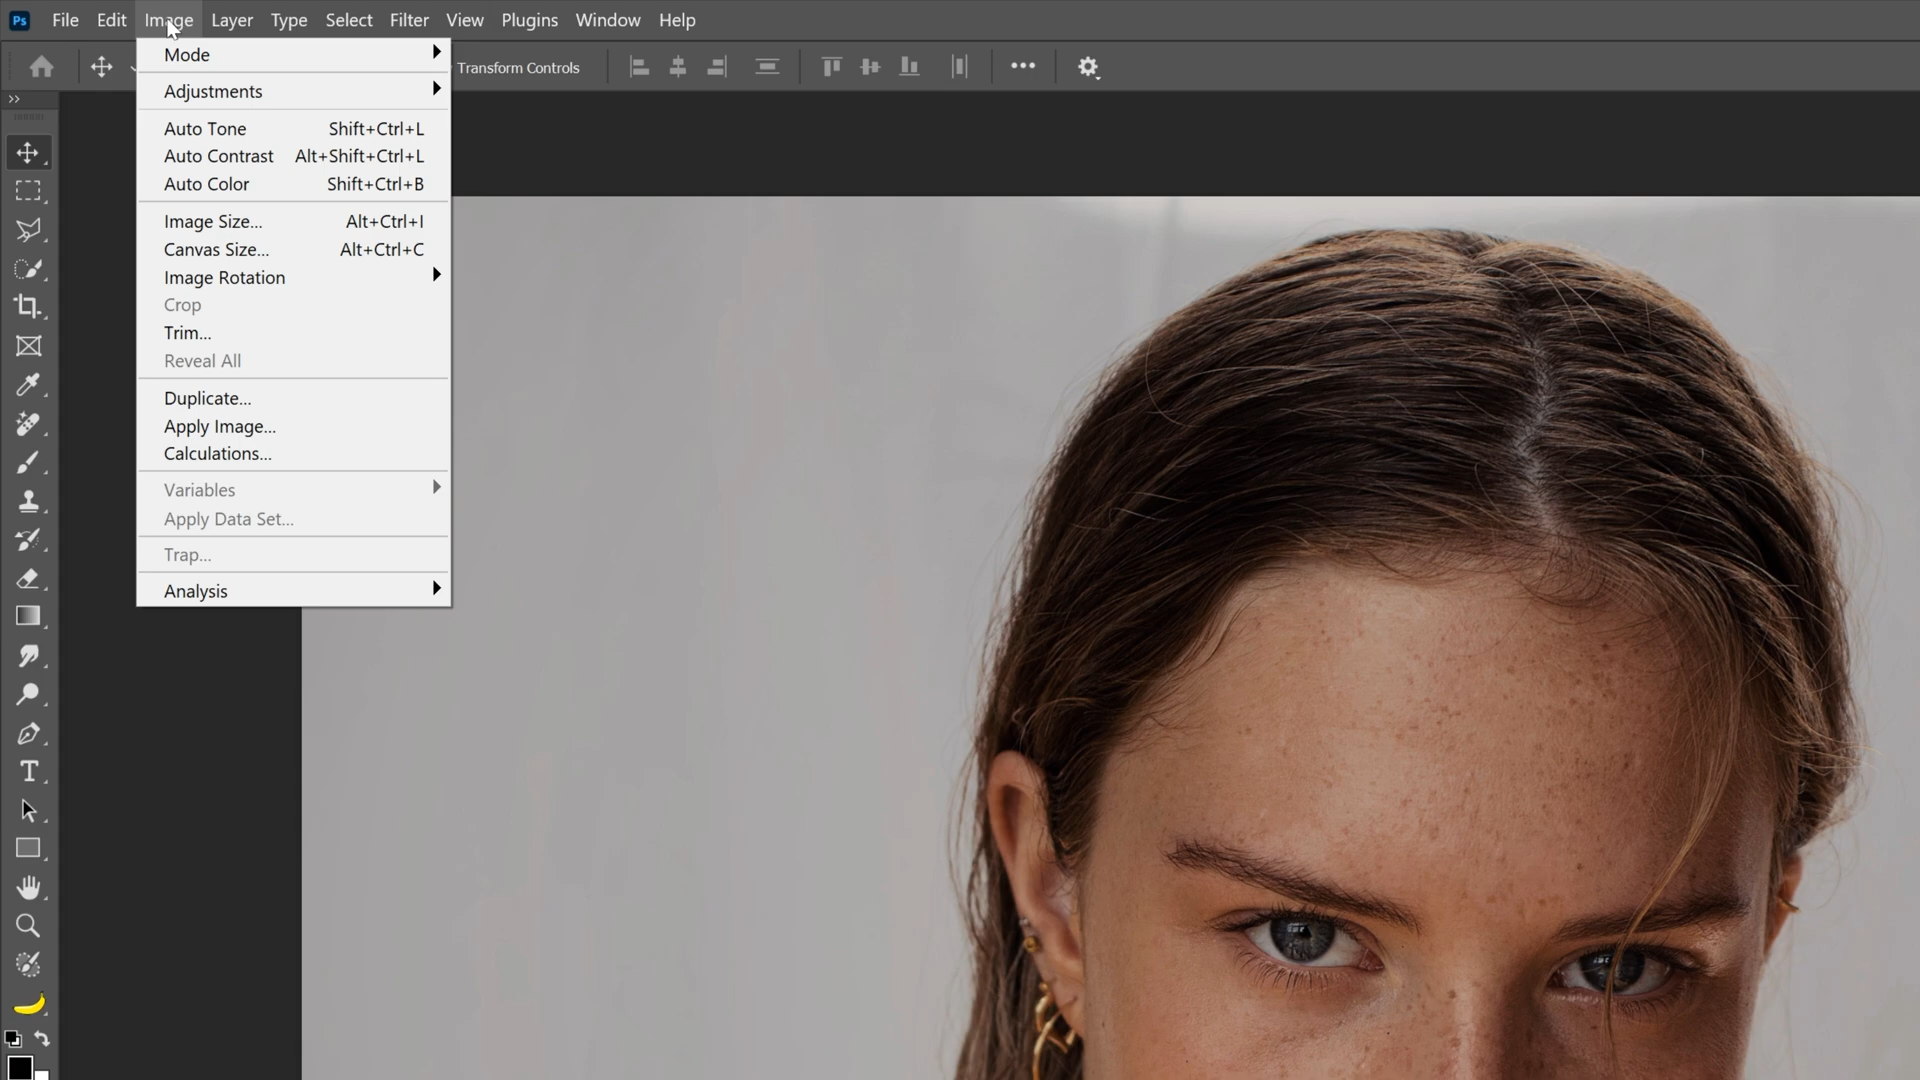 Ps File Edit Image Layer Type Select Filter View Plugins Window Help
Transform Controls
Mode
Adjustments
Auto Tone Shift+Ctrl+L
Auto Contrast Alt+Shift+Ctrl+L
Auto Color Shift+Ctrl+B
Image Size... Alt+Ctrl+I
Canvas Size... Alt+Ctrl+C
Image Rotation
Crop
Trim...
Reveal All
Duplicate...
Apply Image...
Calculations...
Variables
Apply Data Set...
Trap...
Analysis